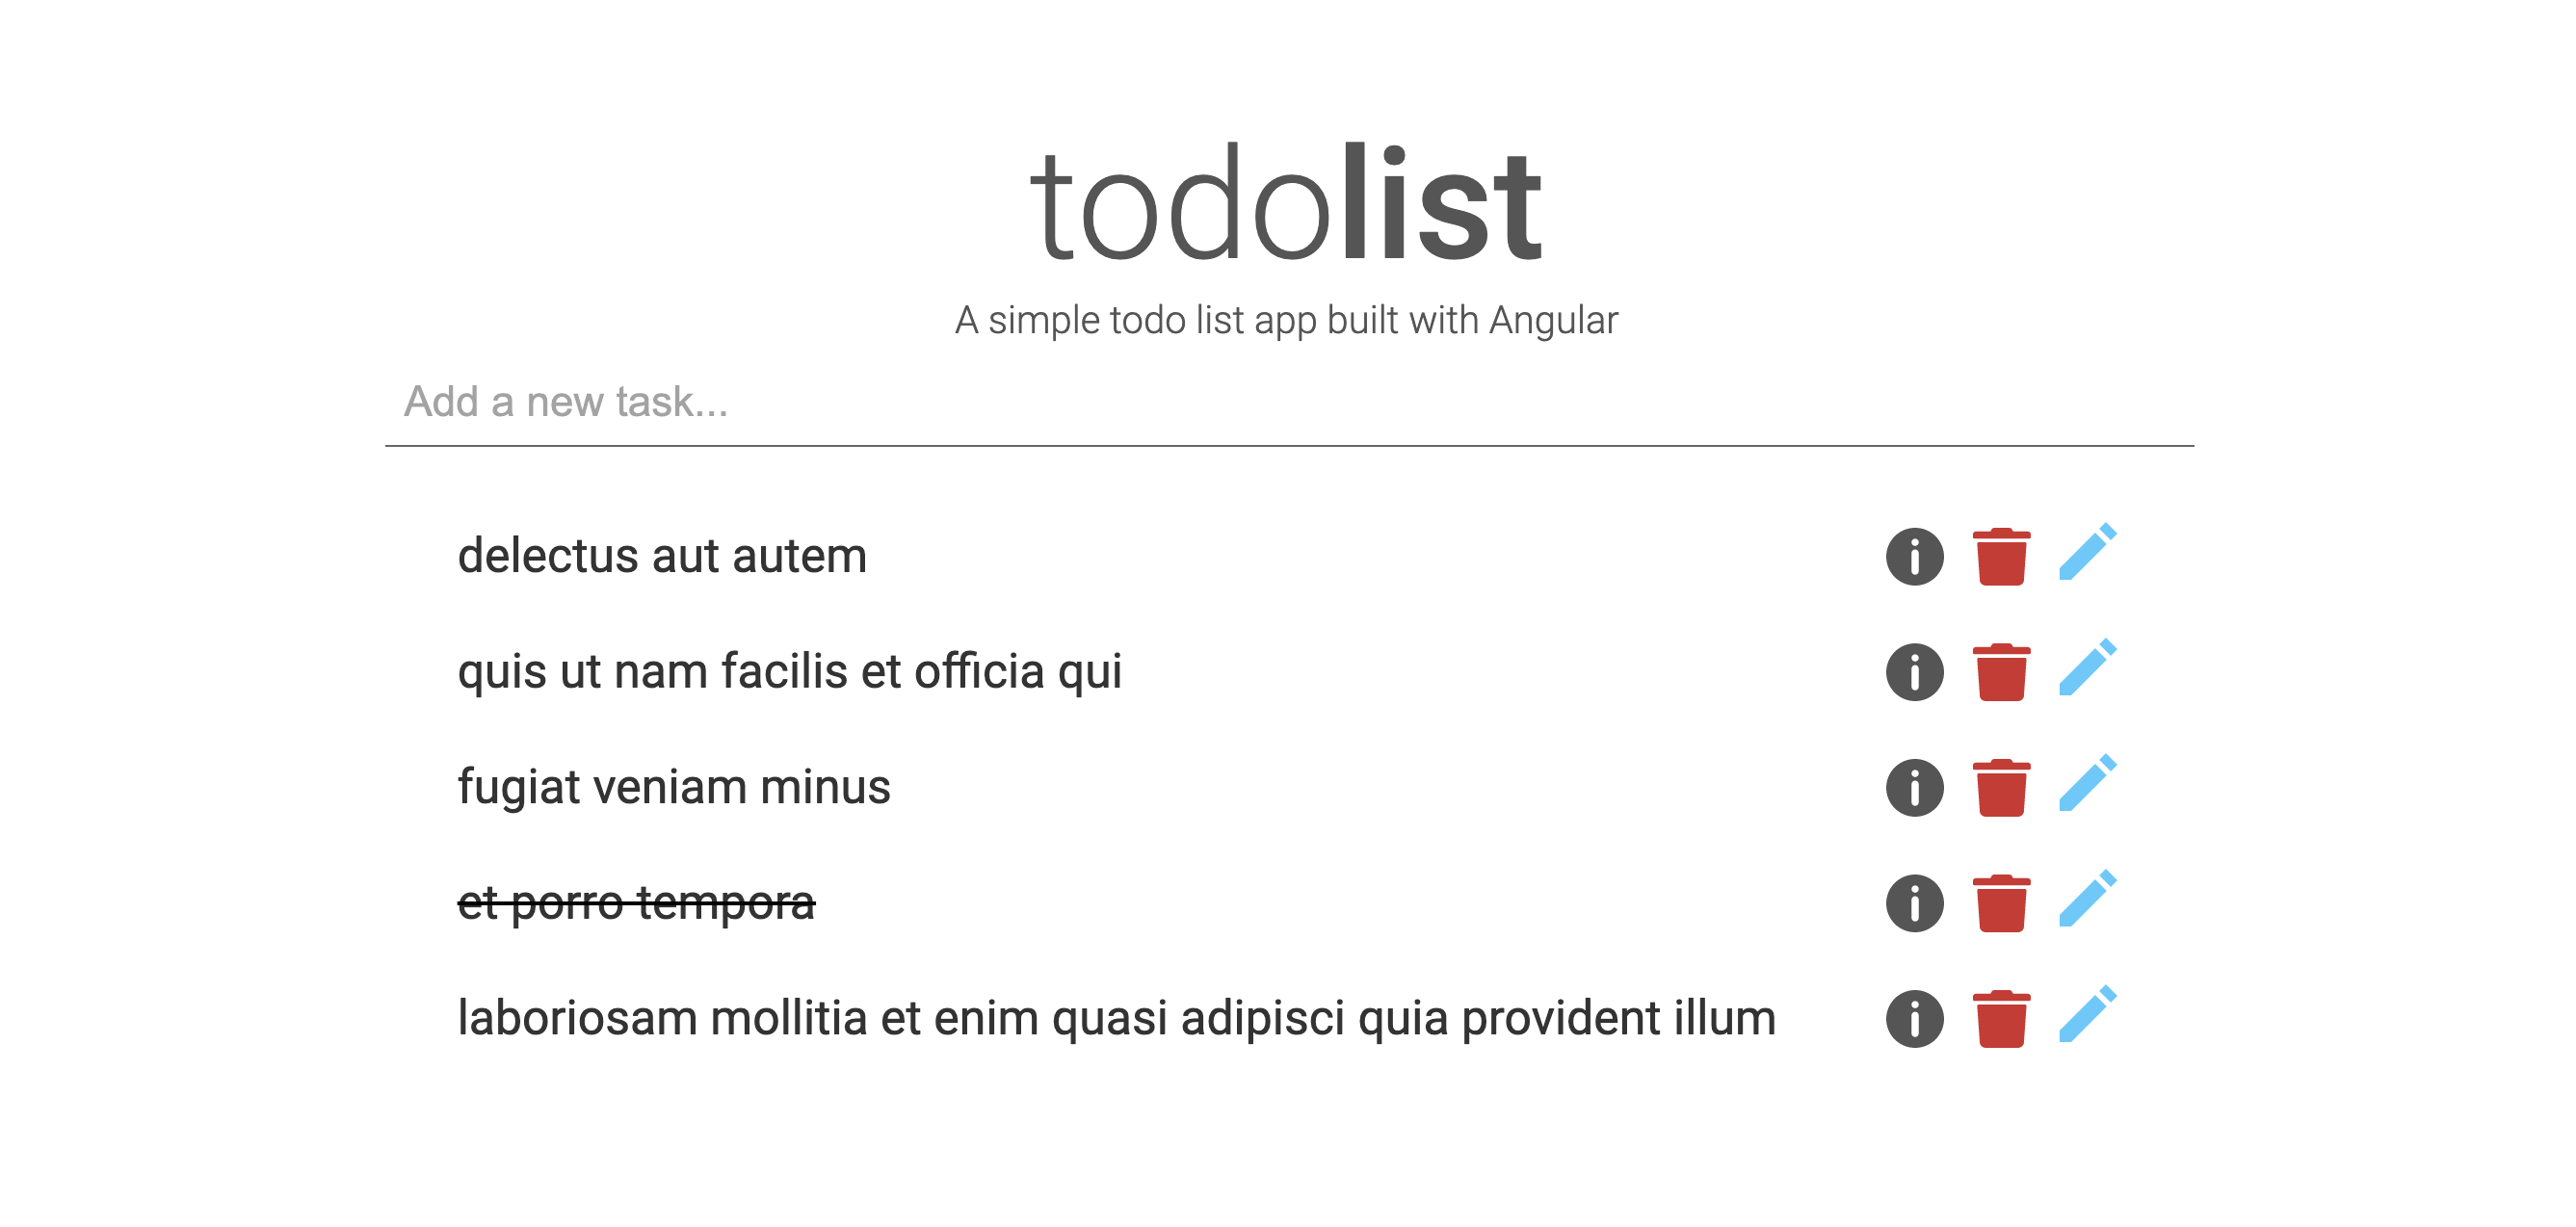 todolist
A simple todo list app built with Angular
Add a new task...
delectus aut autem
quis ut nam facilis et officia qui
fugiat veniam minus
et porro tempora
laboriosam mollitia et enim quasi adipisci quia provident illum